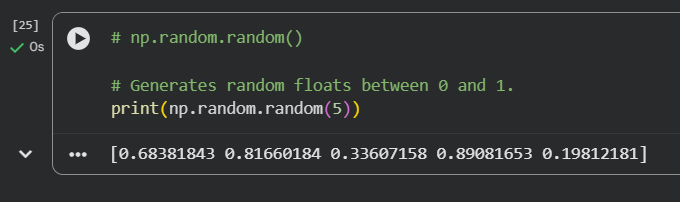 [25]
0s
# np.random.random()
# Generates random floats between 0 and 1.
print(np.random.random(5))
[0.68381843 0.81660184 0.33607158 0.89081653 0.19812181]